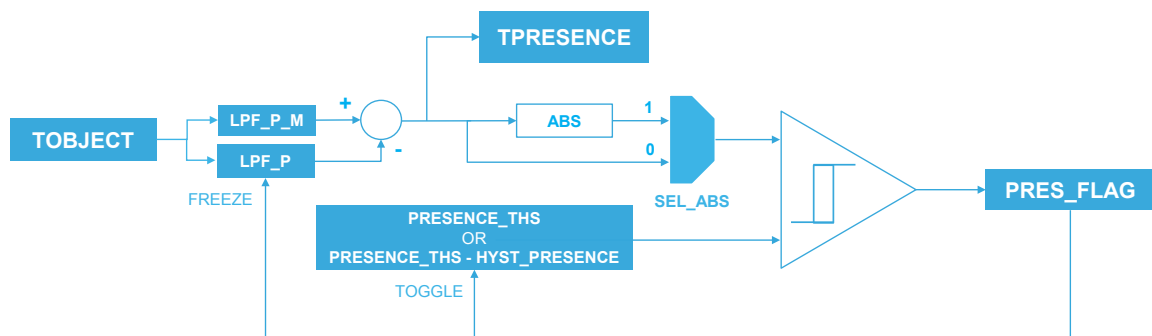 TPRESENCE
+
LPF_P_M
ABS
1
TOBJECT
-
LPF_P
0
FREEZE
SEL_ABS
PRES_FLAG
PRESENCE_THS
OR
PRESENCE_THS - HYST_PRESENCE
TOGGLE